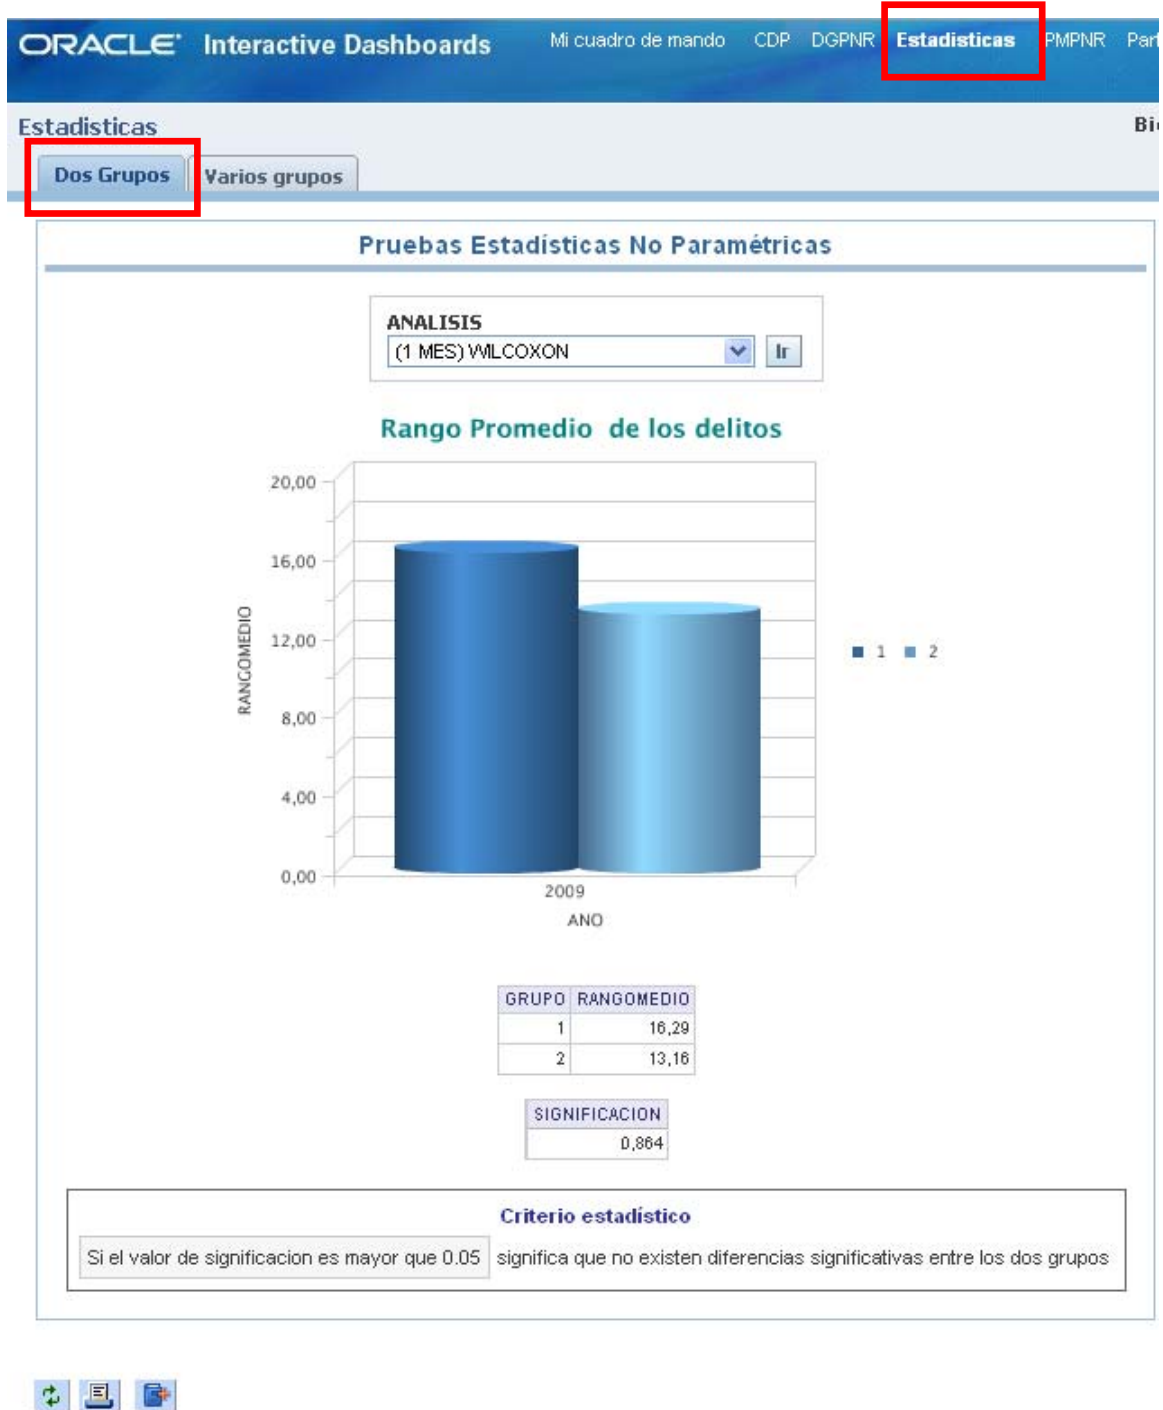 ORACLE Interactive Dashboards Mi cuadro de mando CDP DGPNR Estadisticas PMPNR
Estadisticas
Dos Grupos Varios grupos
Pruebas Estadísticas No Paramétricas
ANALISIS
(1 MES) WILCOXON Ir
Rango Promedio de los delitos
20,00
16,00
12,00
8,00
4,00
0,00
RANGOMEDIO
2009
ANO
1 2
GRUPO RANGOMEDIO
1 16,29
2 13,16
SIGNIFICACION
0,864
Criterio estadístico
Si el valor de significacion es mayor que 0.05 significa que no existen diferencias significativas entre los dos grupos